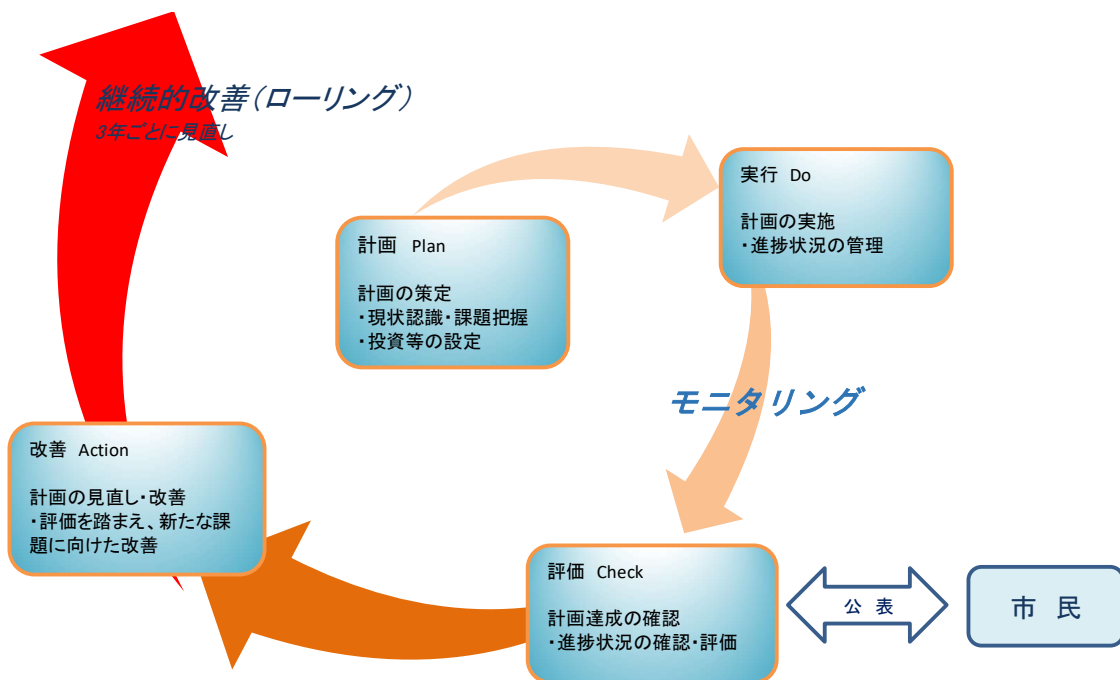 継続的改善（ローリング）
3年ごとに見直し
計画 Plan
計画の策定
・現状認識・課題把握
・投資等の設定
実行 Do
計画の実施
・進捗状況の管理
モニタリング
評価 Check
計画達成の確認
・進捗状況の確認・評価
公 表
市 民
改善 Action
計画の見直し・改善
・評価を踏まえ、新たな課
題に向けた改善